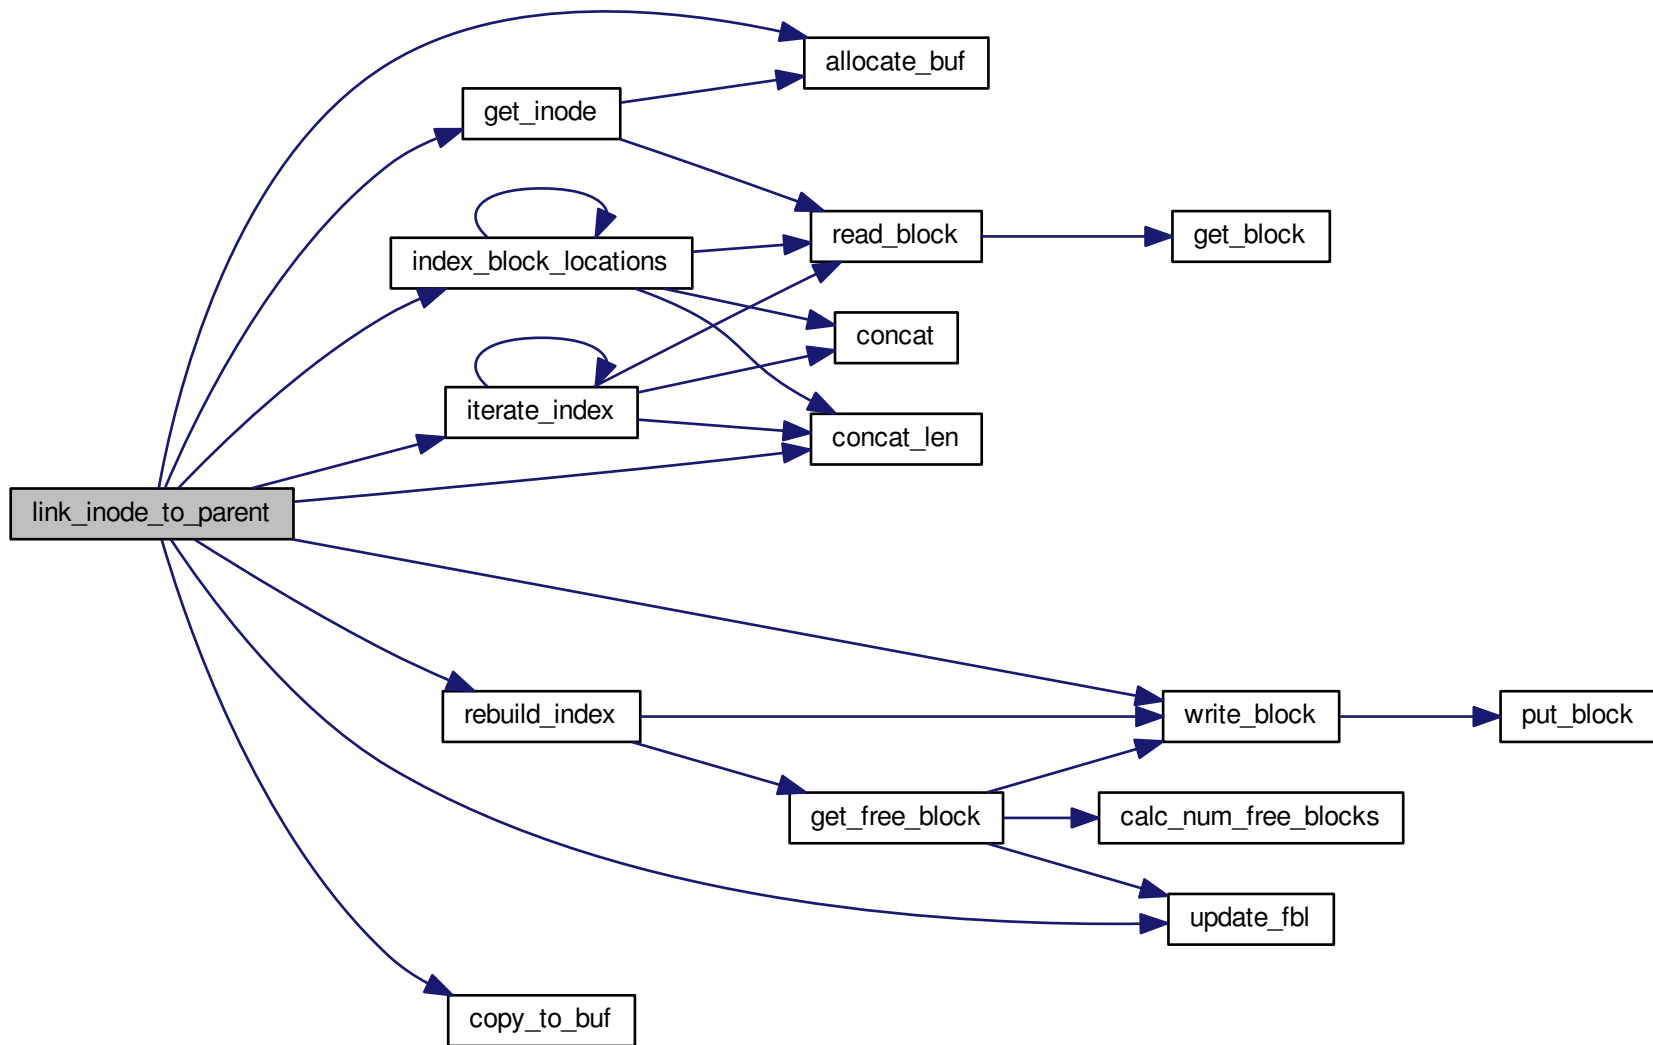 allocate_buf
get_inode
read_block
get_block
index_block_locations
concat
iterate_index
concat_len
link_inode_to_parent
rebuild_index
write_block
put_block
get_free_block
calc_num_free_blocks
update_fbl
copy_to_buf